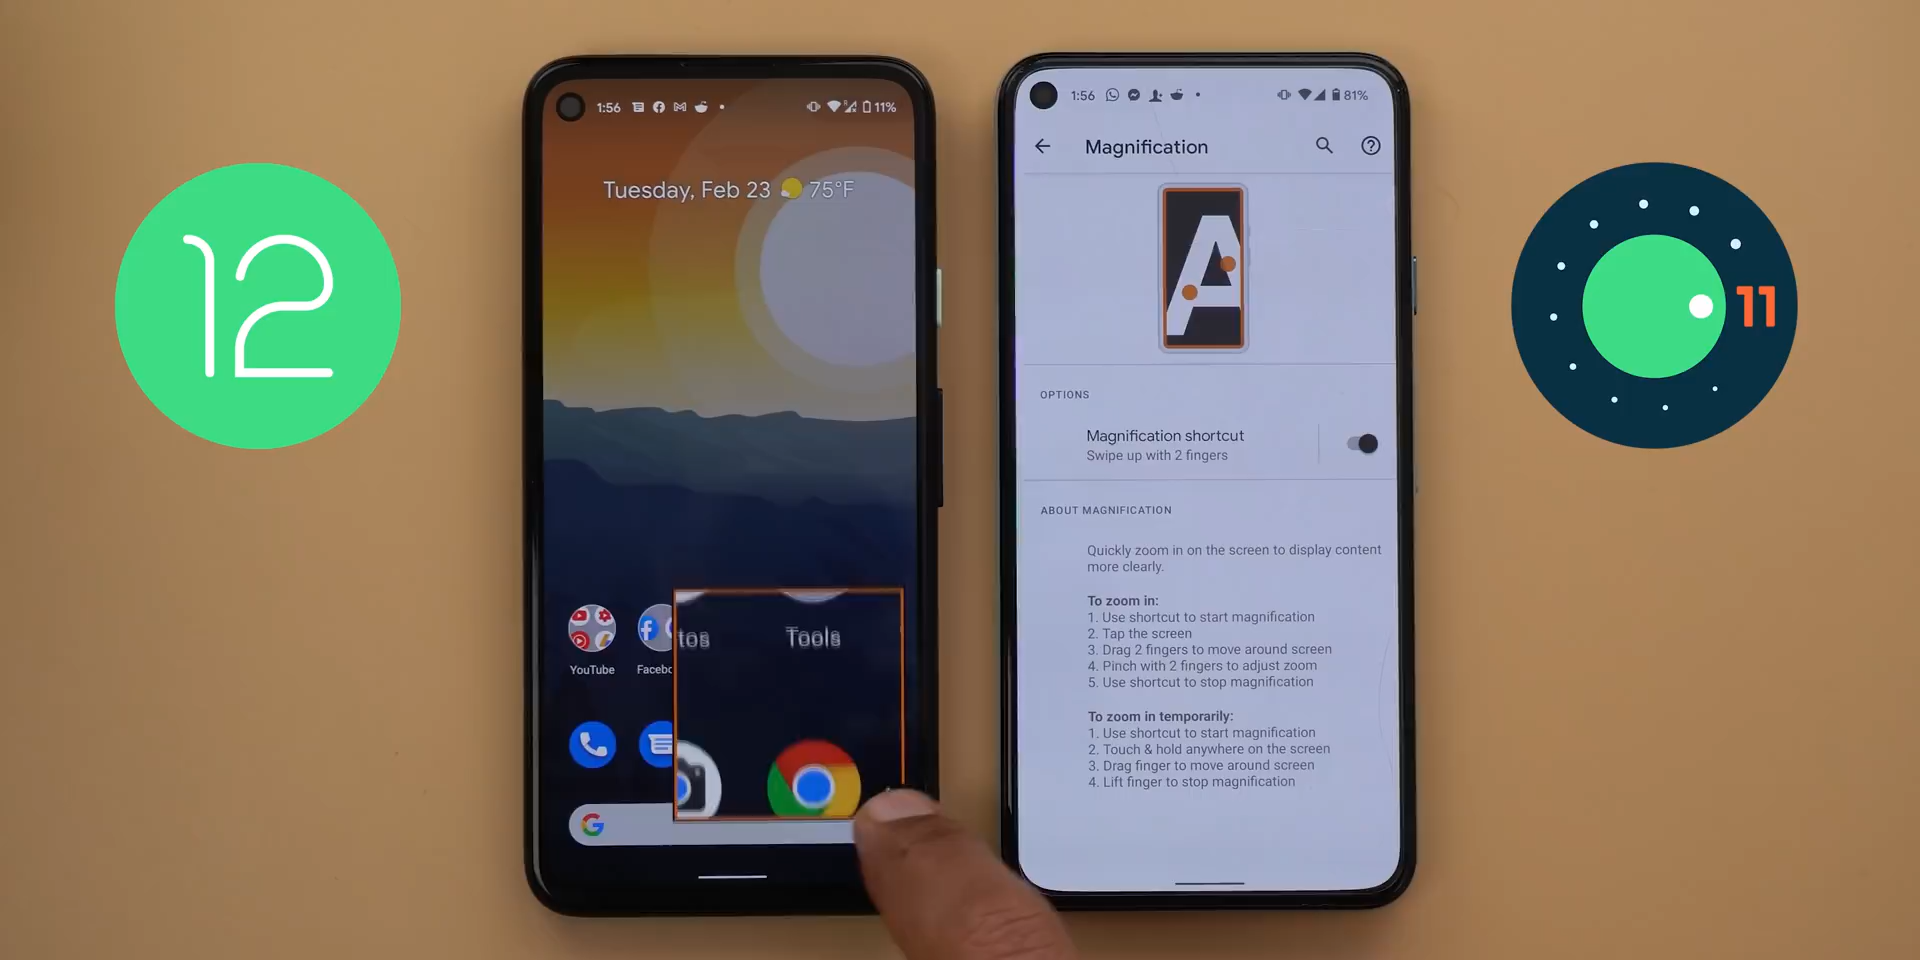 12
1:56
11%
Tuesday, Feb 23 75°F
tos
Tools
YouTube
Facebo
1:56
81%
Magnification
A
OPTIONS
Magnification shortcut
Swipe up with 2 fingers
ABOUT MAGNIFICATION
Quickly zoom in on the screen to display content
more clearly.
To zoom in:
1. Use shortcut to start magnification
2. Tap the screen
3. Drag 2 fingers to move around screen
4. Pinch with 2 fingers to adjust zoom
5. Use shortcut to stop magnification
To zoom in temporarily:
1. Use shortcut to start magnification
2. Touch & hold anywhere on the screen
3. Drag finger to move around screen
4. Lift finger to stop magnification
11